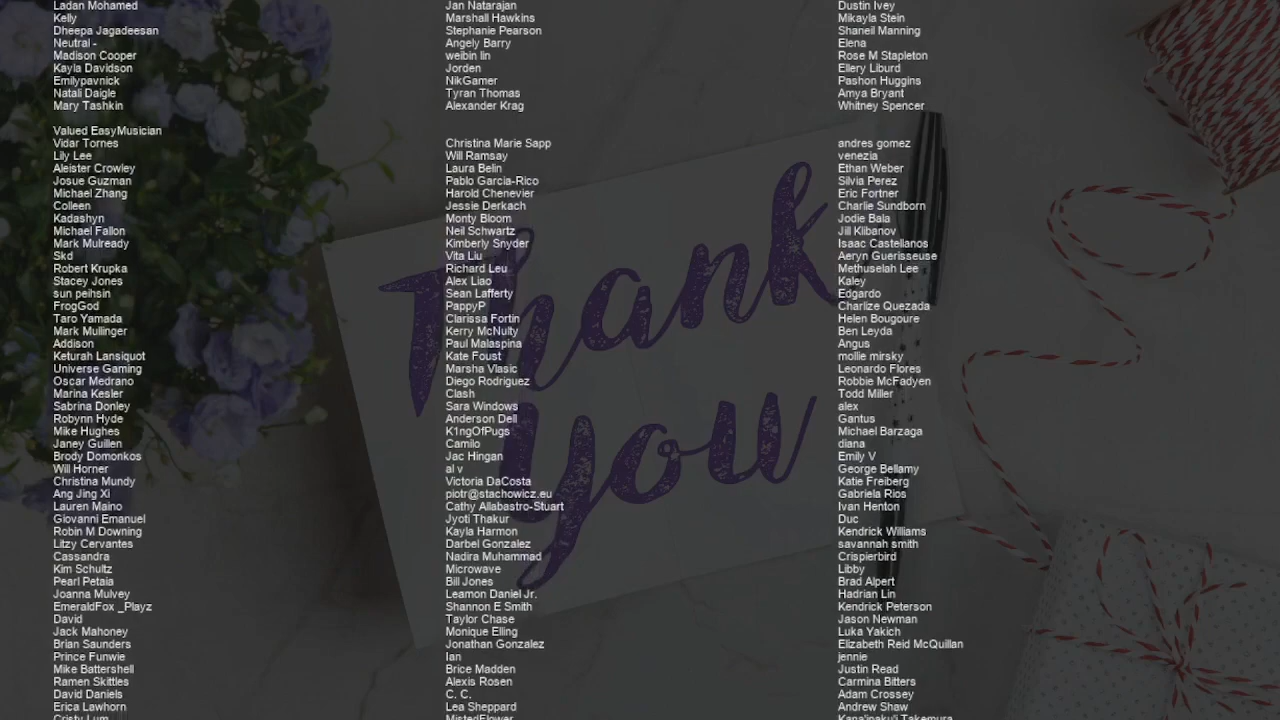 Ladan Mohamed
Kelly
Dheepa Jagadeesan
Neutral -
Madison Cooper
Kayla Davidson
Emilypavnick
Natali Daigle
Mary Tashkin
Jan Natarajan
Marshall Hawkins
Stephanie Pearson
Angely Barry
weibin lin
Jorden
NikGamer
Tyran Thomas
Alexander Krag
Dustin Ivey
Mikayla Stein
Shaneil Manning
Elena
Rose M Stapleton
Ellery Liburd
Pashon Huggins
Amya Bryant
Whitney Spencer
Valued EasyMusician
Vidar Tornes
Lily Lee
Aleister Crowley
Josue Guzman
Michael Zhang
Colleen
Kadashyn
Michael Fallon
Mark Mulready
Skd
Robert Krupka
Stacey Jones
sun peihsin
FrogGod
Taro Yamada
Mark Mullinger
Addison
Keturah Lansiquot
Universe Gaming
Oscar Medrano
Marina Kesler
Sabrina Donley
Robynn Hyde
Mike Hughes
Janey Guillen
Brody Domonkos
Will Horner
Christina Mundy
Ang Jing Xi
Lauren Maino
Giovanni Emanuel
Robin M Downing
Litzy Cervantes
Cassandra
Kim Schultz
Pearl Petaia
Joanna Mulvey
EmeraldFox _Playz
David
Jack Mahoney
Brian Saunders
Prince Funwie
Mike Battershell
Ramen Skittles
David Daniels
Erica Lawhorn
Cristy Lum
Christina Marie Sapp
Will Ramsay
Laura Belin
Pablo Garcia-Rico
Harold Chenevier
Jessie Derkach
Monty Bloom
Neil Schwartz
Kimberly Snyder
Vita Liu
Richard Leu
Alex Liao
Sean Lafferty
PappyP
Clarissa Fortin
Kerry McNulty
Paul Malaspina
Kate Foust
Marsha Vlasic
Diego Rodriguez
Clash
Sara Windows
Anderson Dell
K1ngOfPugs
Camilo
Jac Hingan
al v
Victoria DaCosta
piotr@stachowicz.eu
Cathy Allabastro-Stuart
Jyoti Thakur
Kayla Harmon
Darbel Gonzalez
Nadira Muhammad
Microwave
Bill Jones
Leamon Daniel Jr.
Shannon E Smith
Taylor Chase
Monique Elling
Jonathan Gonzalez
Ian
Brice Madden
Alexis Rosen
C. C.
Lea Sheppard
MistedFlower
andres gomez
venezia
Ethan Weber
Silvia Perez
Eric Fortner
Charlie Sundborn
Jodie Bala
Jill Klibanov
Isaac Castellanos
Aeryn Guerisseuse
Methuselah Lee
Kaley
Edgardo
Charlize Quezada
Helen Bougoure
Ben Leyda
Angus
mollie mirsky
Leonardo Flores
Robbie McFadyen
Todd Miller
alex
Gantus
Michael Barzaga
diana
Emily V
George Bellamy
Katie Freiberg
Gabriela Rios
Ivan Henton
Duc
Kendrick Williams
savannah smith
Crispierbird
Libby
Brad Alpert
Hadrian Lin
Kendrick Peterson
Jason Newman
Luka Yakich
Elizabeth Reid McQuillan
jennie
Justin Read
Carmina Bitters
Adam Crossey
Andrew Shaw
Kana'inaku'i Takemura
Thank
you